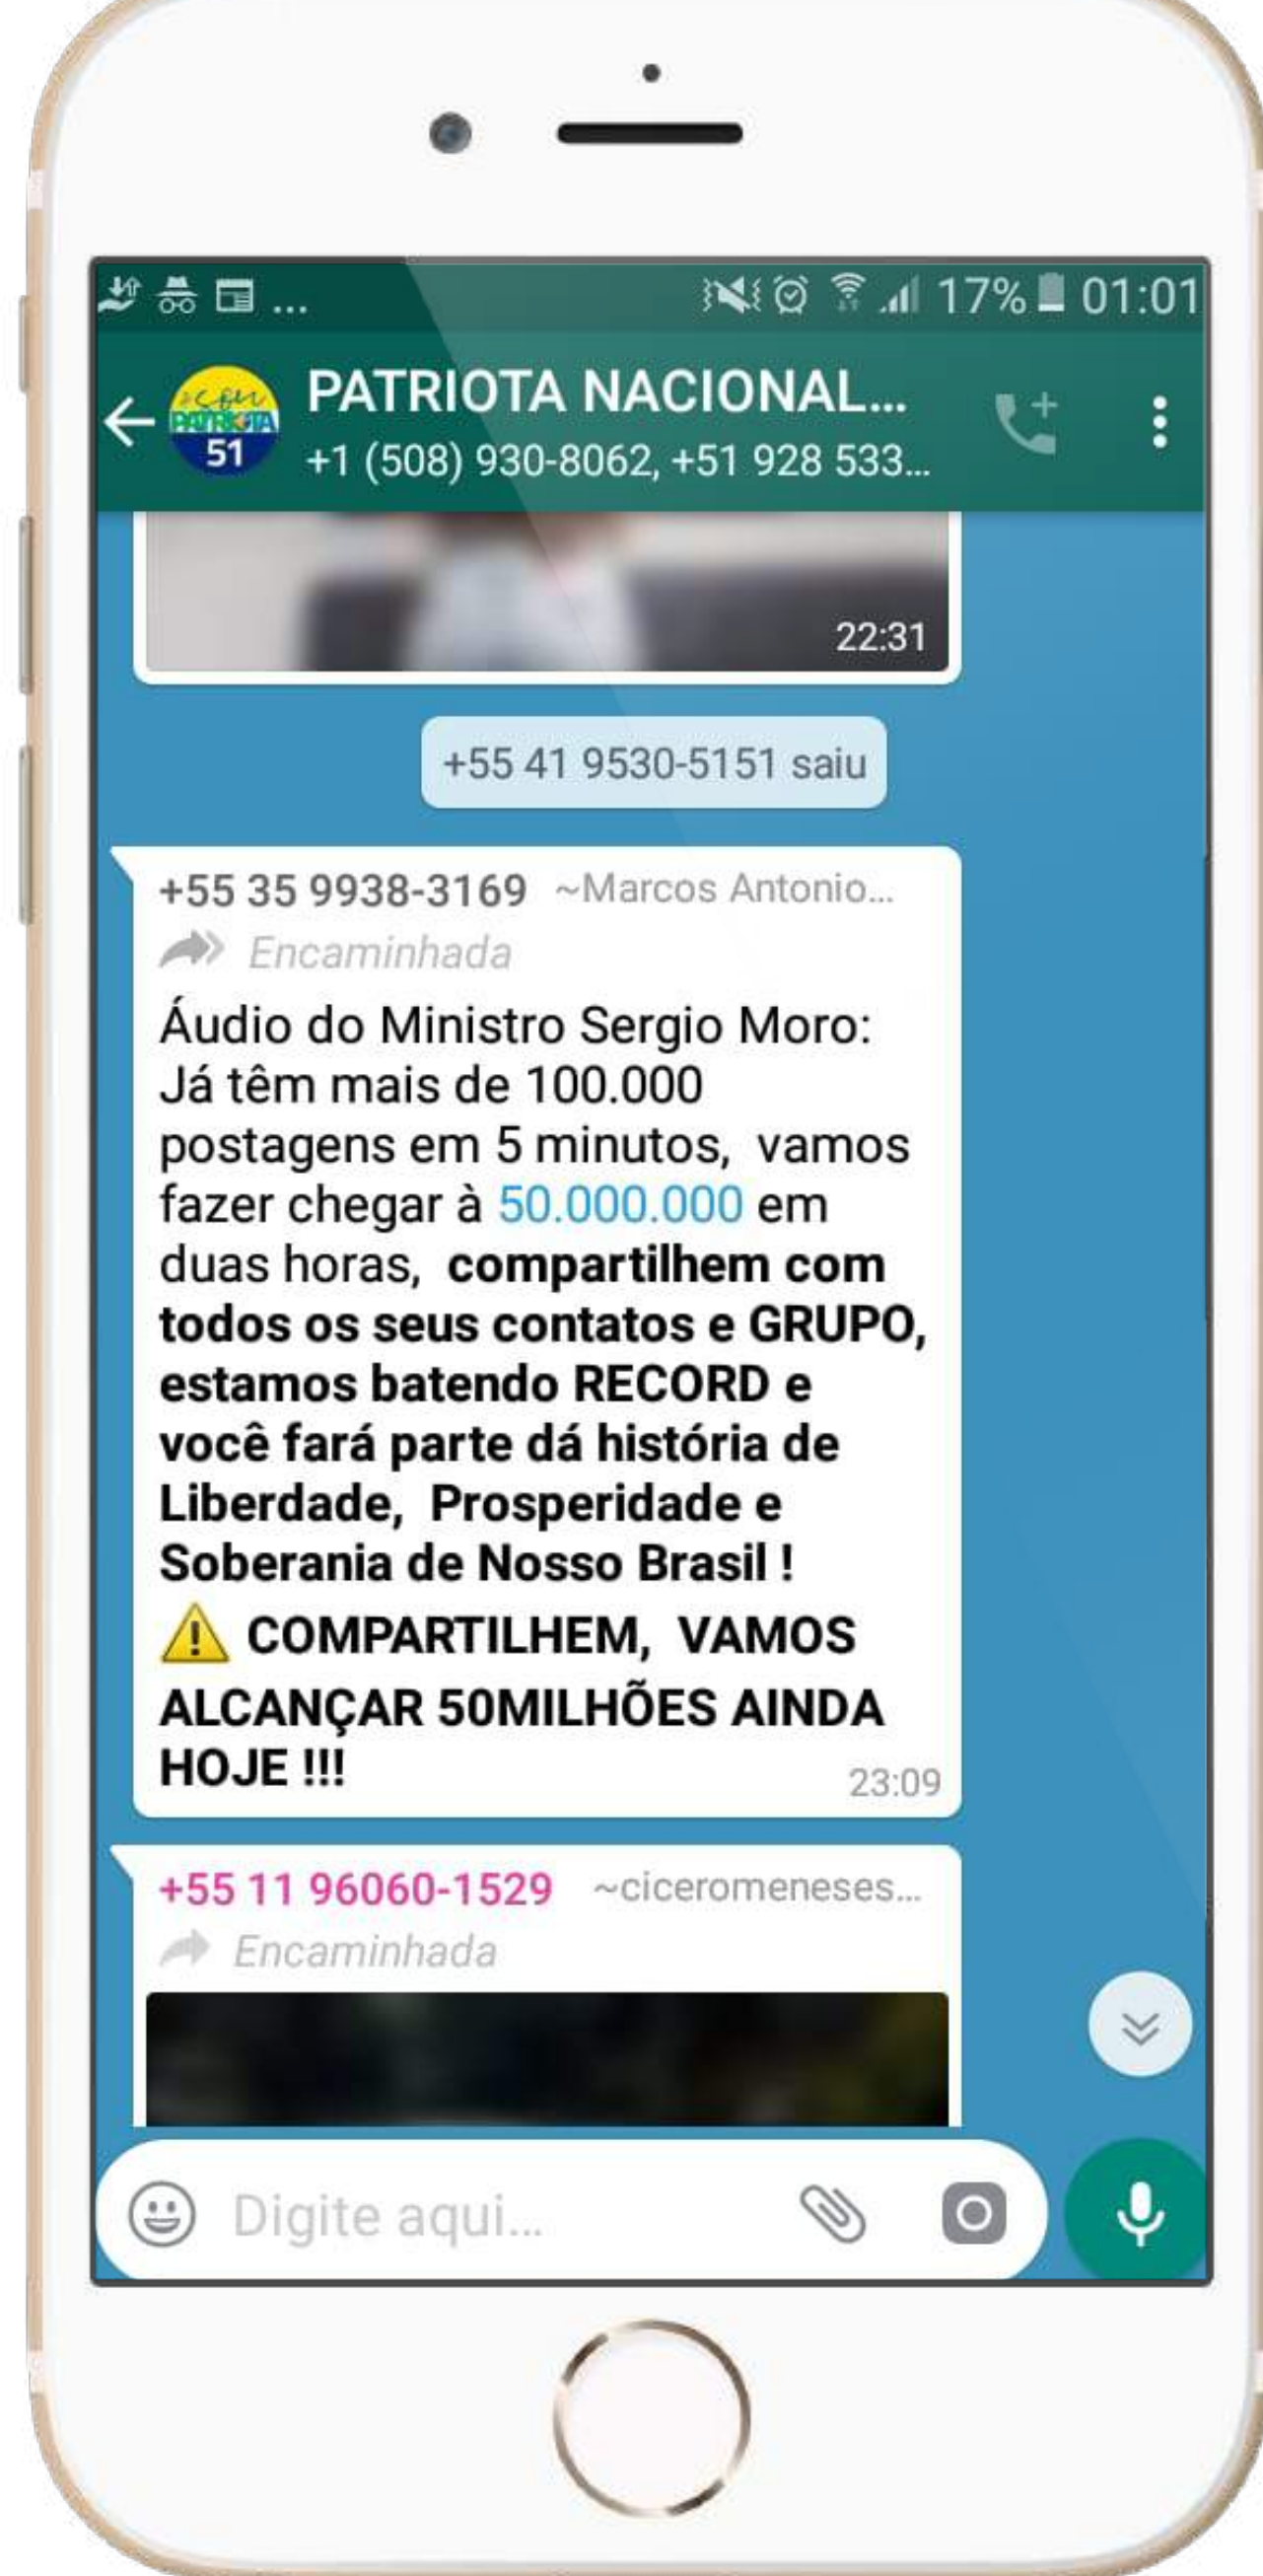 ... 17% 01:01
sou
PATRIOTA
51
PATRIOTA NACIONAL...
+1 (508) 930-8062, +51 928 533...
22:31
+55 41 9530-5151 saiu
+55 35 9938-3169 ~Marcos Antonio...
Encaminhada
Áudio do Ministro Sergio Moro:
Já têm mais de 100.000
postagens em 5 minutos, vamos
fazer chegar à 50.000.000 em
duas horas, compartilhem com
todos os seus contatos e GRUPO,
estamos batendo RECORD e
você fará parte dá história de
Liberdade, Prosperidade e
Soberania de Nosso Brasil !
⚠ COMPARTILHEM, VAMOS
ALCANÇAR 50MILHÕES AINDA
HOJE !!!
23:09
+55 11 96060-1529 ~ciceromeneses...
Encaminhada
Digite aqui...